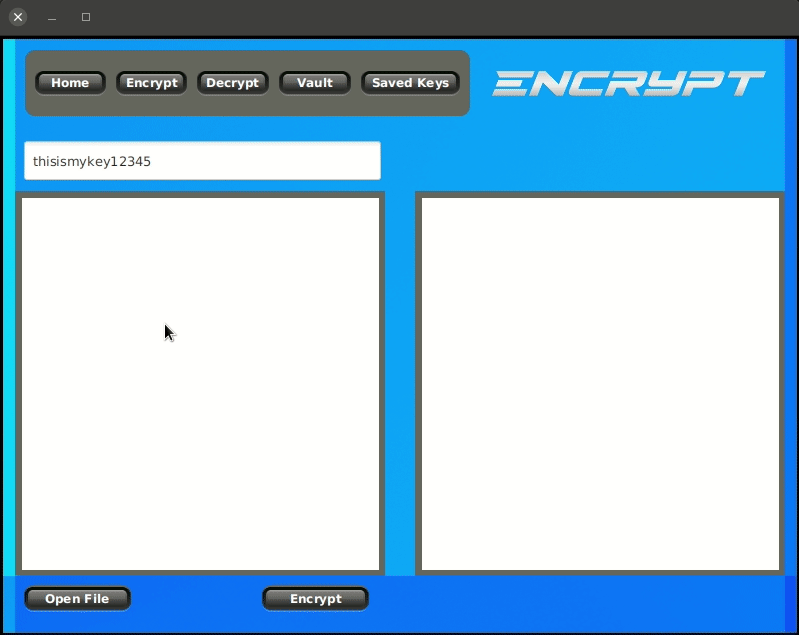 Home Encrypt Decrypt Vault Saved Keys ENCRYPT
thisismykey12345
Open File Encrypt